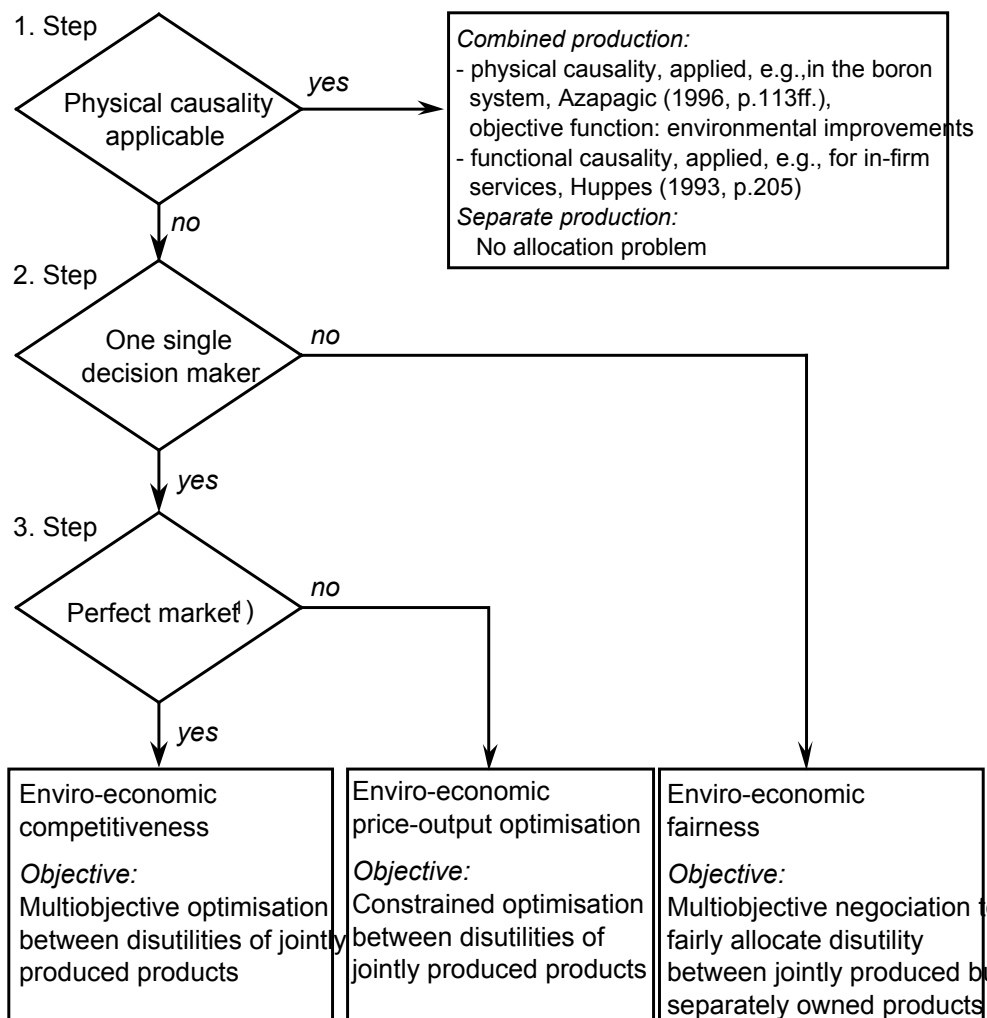 1. Step
Physical causality
applicable
yes
Combined production:
- physical causality, applied, e.g.,in the boron
system, Azapagic (1996, p.113ff.),
objective function: environmental improvements
- functional causality, applied, e.g., for in-firm
services, Huppes (1993, p.205)
Separate production:
No allocation problem
no
2. Step
One single
decision maker
no
yes
3. Step
Perfect market1)
no
yes
Enviro-economic
competitiveness
Objective:
Multiobjective optimisation
between disutilities of jointly
produced products
Enviro-economic
price-output optimisation
Objective:
Constrained optimisation
between disutilities of
jointly produced products
Enviro-economic
fairness
Objective:
Multiobjective negociation
fairly allocate disutility
between jointly produced
separately owned products